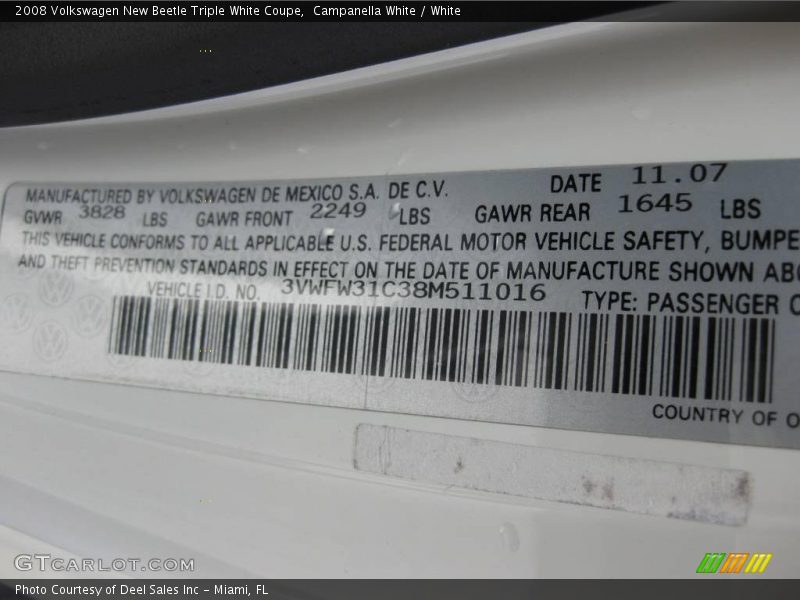 2008 Volkswagen New Beetle Triple White Coupe,  Campanella White / White
MANUFACTURED BY VOLKSWAGEN DE MEXICO S.A. DE C.V. DATE 11.07
GVWR 3828 LBS GAWR FRONT 2249 LBS GAWR REAR 1645 LBS
THIS VEHICLE CONFORMS TO ALL APPLICABLE U.S. FEDERAL MOTOR VEHICLE SAFETY, BUMPE
AND THEFT PREVENTION STANDARDS IN EFFECT ON THE DATE OF MANUFACTURE SHOWN ABO
VEHICLE I.D. NO. 3VWFW31C38M511016 TYPE: PASSENGER C
COUNTRY OF O
GTCARLOT.COM
Photo Courtesy of Deel Sales Inc – Miami, FL